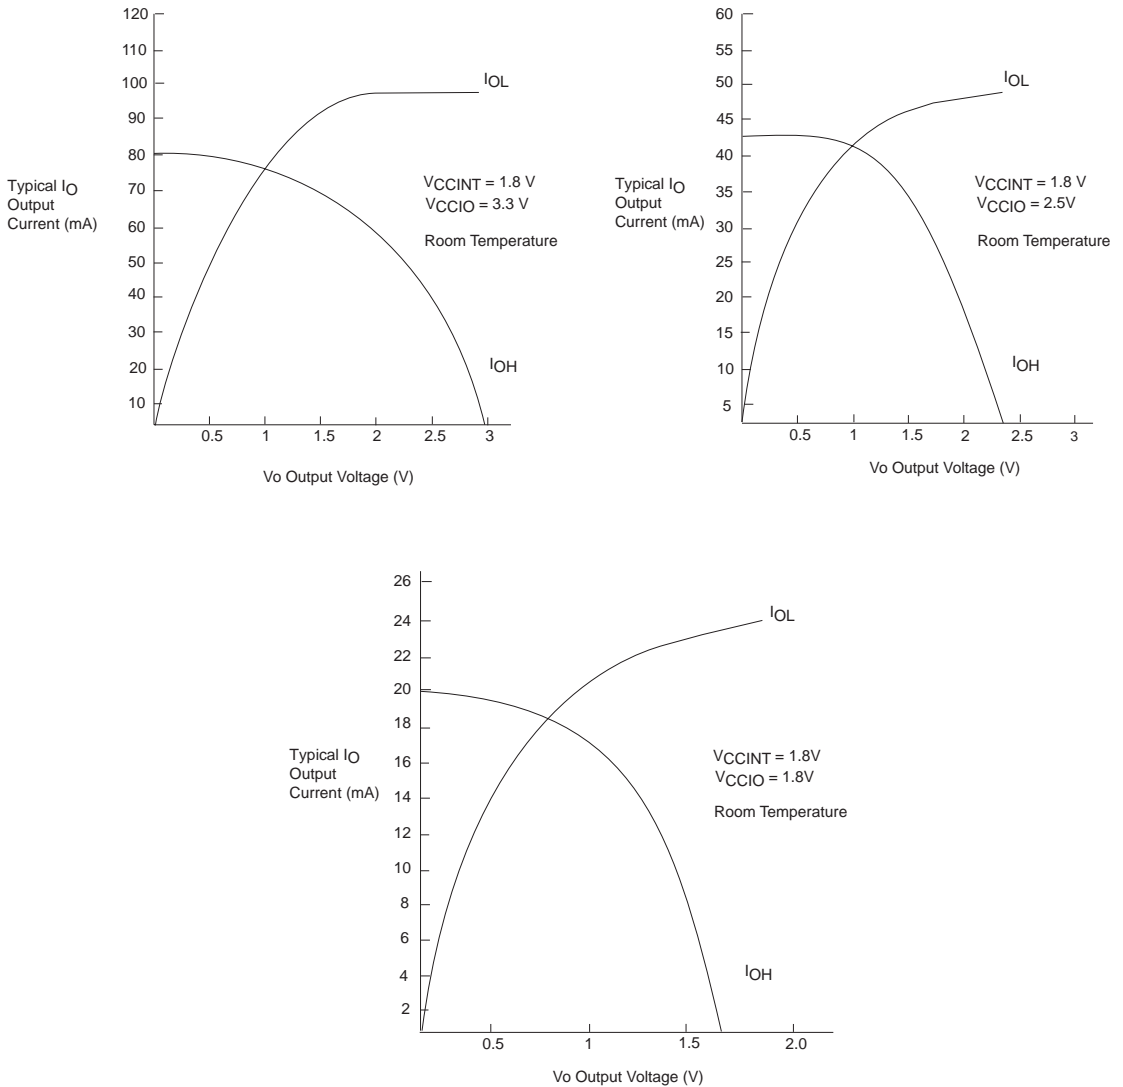 120
110
100
90
80
70
60
50
40
30
20
10
0.5 1 1.5 2 2.5 3
Typical IO
Output
Current (mA)
IOL
VCCINT = 1.8 V
VCCIO = 3.3 V
Room Temperature
IOH
Vo Output Voltage (V)
60
55
50
45
40
35
30
25
20
15
10
5
0.5 1 1.5 2 2.5 3
Typical IO
Output
Current (mA)
IOL
VCCINT = 1.8 V
VCCIO = 2.5V
Room Temperature
IOH
Vo Output Voltage (V)
26
24
22
20
18
16
14
12
10
8
6
4
2
0.5 1 1.5 2.0
Typical IO
Output
Current (mA)
IOL
VCCINT = 1.8V
VCCIO = 1.8V
Room Temperature
IOH
Vo Output Voltage (V)